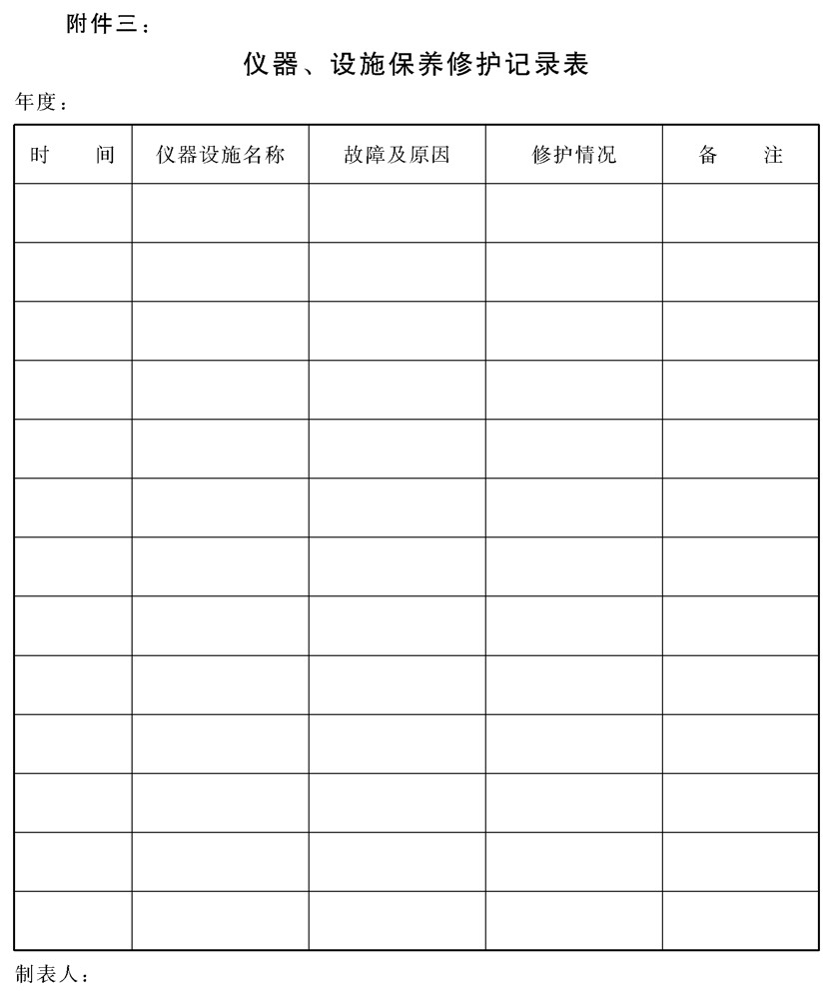 附件三：
仪器、设施保养修护记录表
年度：
时　　间　仪器设施名称　故障及原因　修护情况　备　　注
制表人：